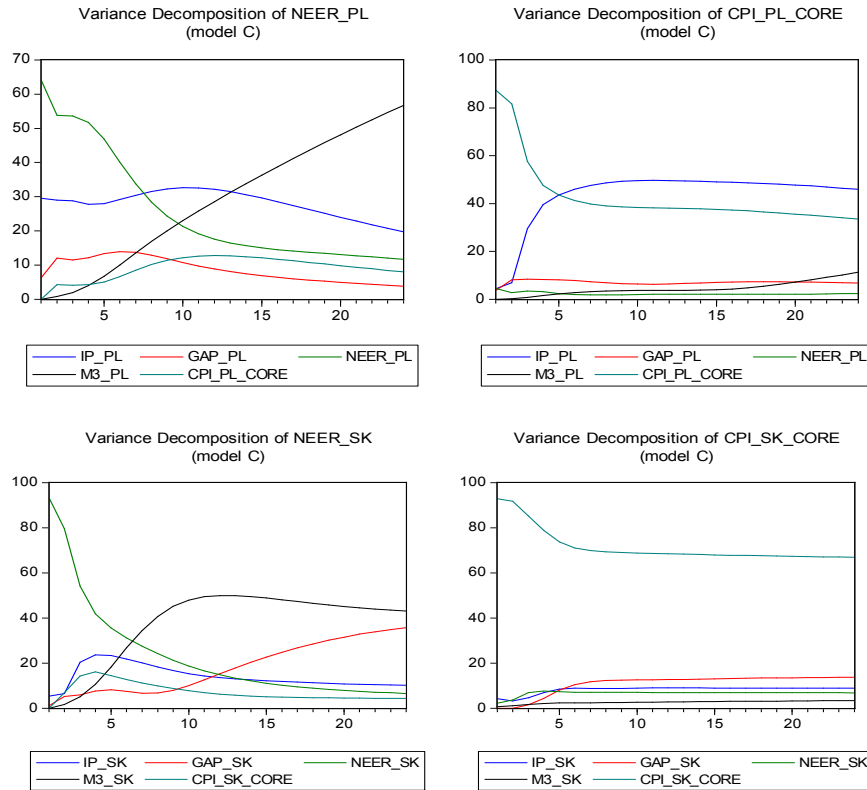 Variance Decomposition of NEER_PL
(model C)
70
60
50
40
30
20
10
0
5 10 15 20
IP_PL GAP_PL NEER_PL
M3_PL CPI_PL_CORE
Variance Decomposition of CPI_PL_CORE
(model C)
100
80
60
40
20
0
5 10 15 20
IP_PL GAP_PL NEER_PL
M3_PL CPI_PL_CORE
Variance Decomposition of NEER_SK
(model C)
100
80
60
40
20
0
5 10 15 20
IP_SK GAP_SK NEER_SK
M3_SK CPI_SK_CORE
Variance Decomposition of CPI_SK_CORE
(model C)
100
80
60
40
20
0
5 10 15 20
IP_SK GAP_SK NEER_SK
M3_SK CPI_SK_CORE